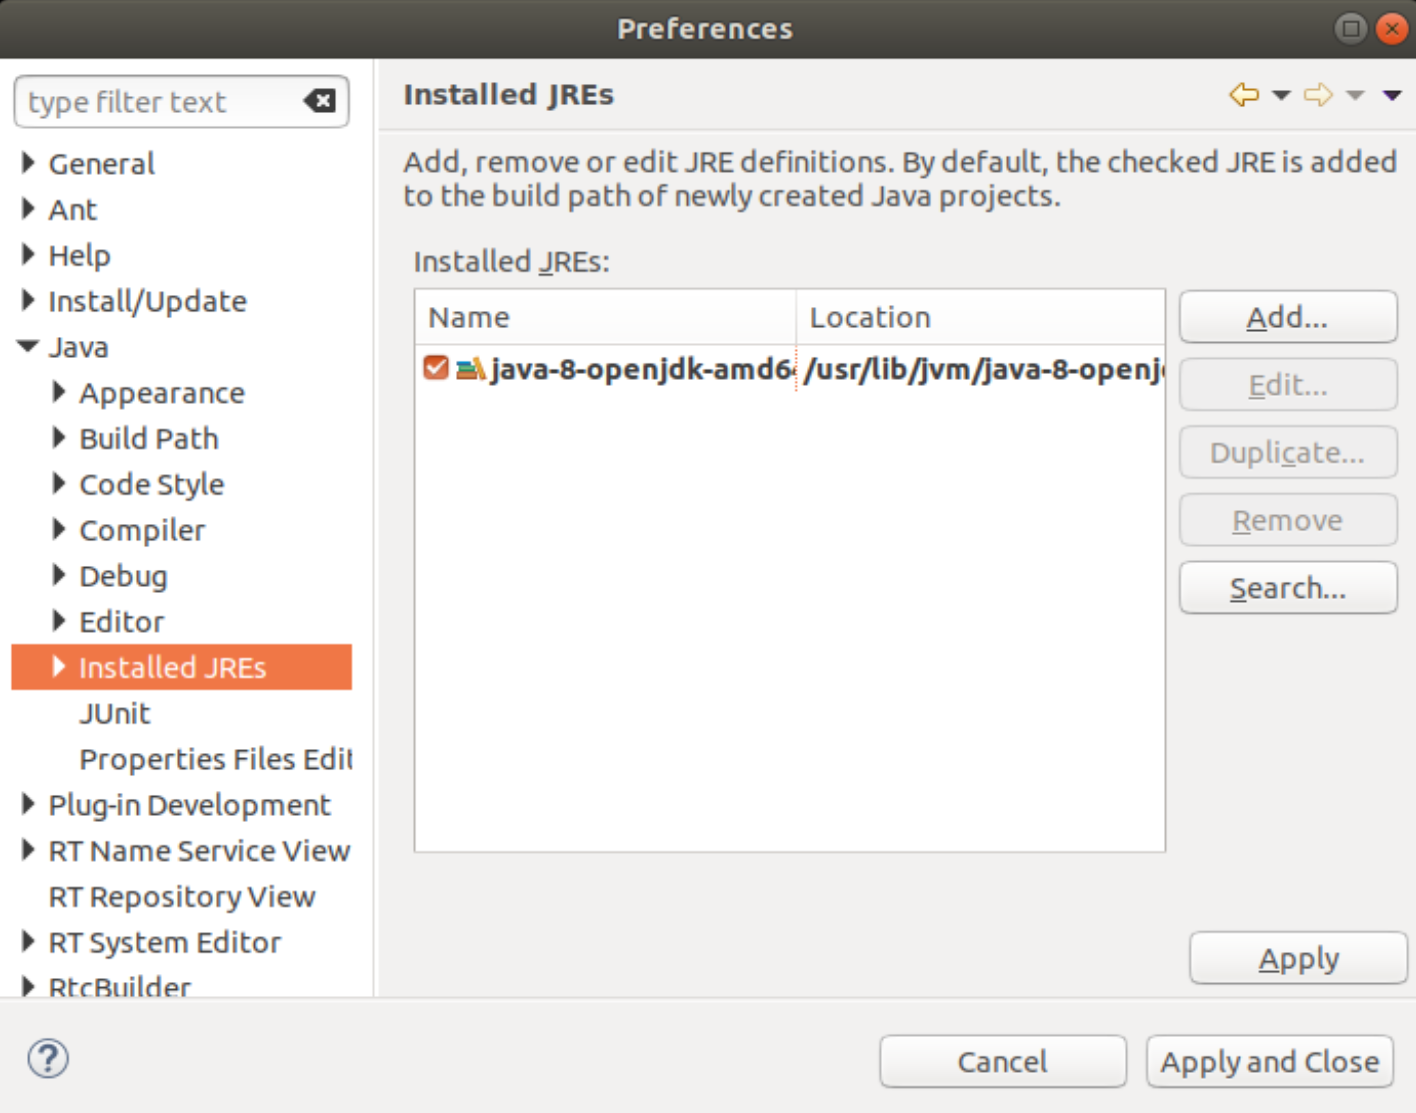 Preferences
type filter text
General
Ant
Help
Install/Update
Java
Appearance
Build Path
Code Style
Compiler
Debug
Editor
Installed JREs
JUnit
Properties Files Edit
Plug-in Development
RT Name Service View
RT Repository View
RT System Editor
RtcBuilder
Installed JREs
Add, remove or edit JRE definitions. By default, the checked JRE is added
to the build path of newly created Java projects.
Installed JREs:
Name Location
java-8-openjdk-amd64 /usr/lib/jvm/java-8-openj
Add...
Edit...
Duplicate...
Remove
Search...
Apply
?
Cancel
Apply and Close